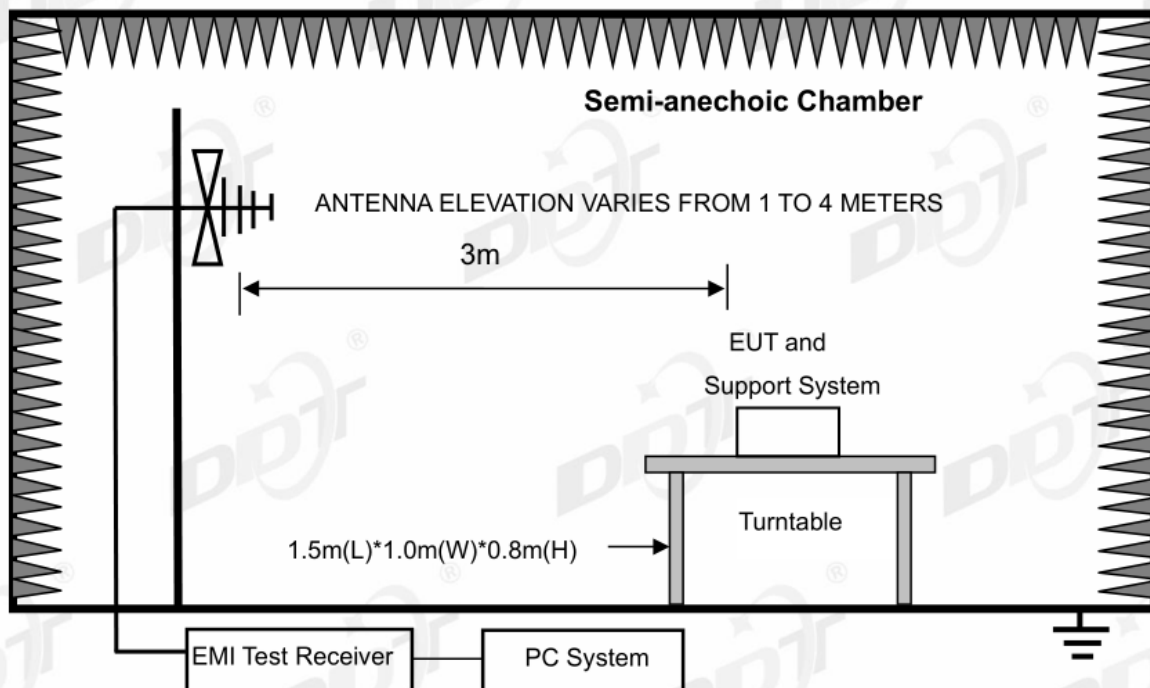 Semi-anechoic Chamber
ANTENNA ELEVATION VARIES FROM 1 TO 4 METERS
3m
EUT and
Support System
Turntable
1.5m(L)*1.0m(W)*0.8m(H)
EMI Test Receiver
PC System
DDT
®